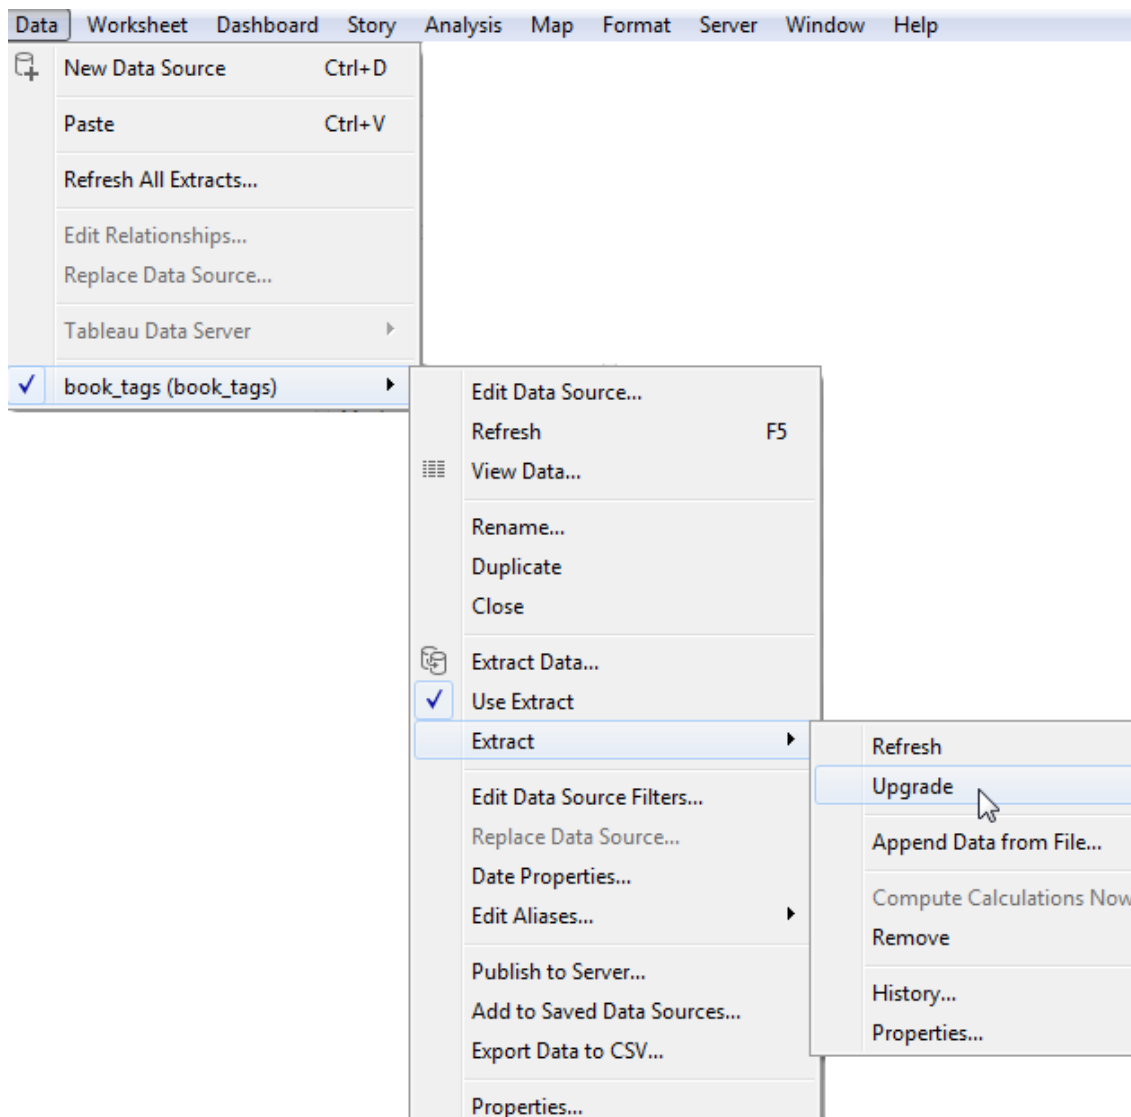 Data Worksheet Dashboard Story Analysis Map Format Server Window Help
New Data Source Ctrl+D
Paste Ctrl+V
Refresh All Extracts...
Edit Relationships...
Replace Data Source...
Tableau Data Server
book_tags (book_tags)
Edit Data Source...
Refresh F5
View Data...
Rename...
Duplicate
Close
Extract Data...
Use Extract
Extract
Edit Data Source Filters...
Replace Data Source...
Date Properties...
Edit Aliases...
Publish to Server...
Add to Saved Data Sources...
Export Data to CSV...
Properties...
Refresh
Upgrade
Append Data from File...
Compute Calculations Now
Remove
History...
Properties...